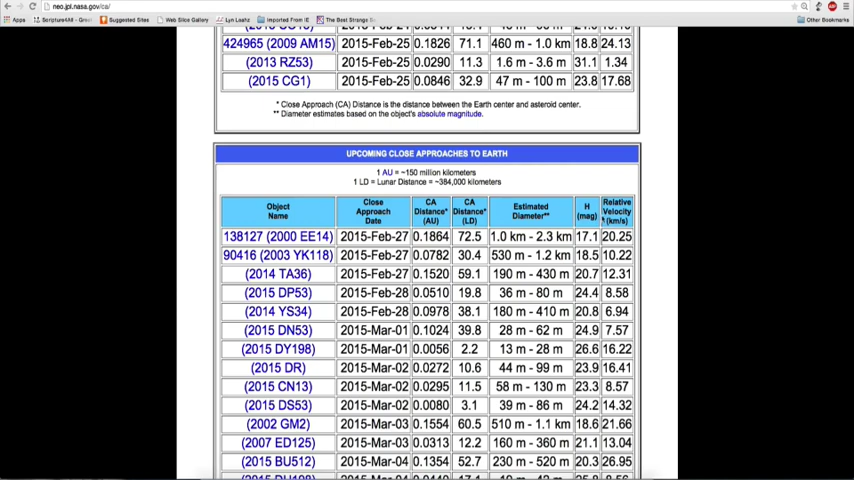 neo.jpl.nasa.gov/ca/
Apps Scripture4All - Gre Suggested Sites Web Slice Gallery Lyn Leahz Imported From IE The Best Strange S Other Bookmarks
424965 (2009 AM15) 2015-Feb-25 0.1826 71.1 460 m - 1.0 km 18.8 24.13
(2013 RZ53) 2015-Feb-25 0.0290 11.3 1.6 m - 3.6 m 31.1 1.34
(2015 CG1) 2015-Feb-25 0.0846 32.9 47 m - 100 m 23.8 17.68
* Close Approach (CA) Distance is the distance between the Earth center and asteroid center.
** Diameter estimates based on the object's absolute magnitude.
UPCOMING CLOSE APPROACHES TO EARTH
1 AU = ~150 million kilometers
1 LD = Lunar Distance = ~384,000 kilometers
Object Name Close Approach Date CA Distance* (AU) CA Distance* (LD) Estimated Diameter** H (mag) Relative Velocity (km/s)
138127 (2000 EE14) 2015-Feb-27 0.1864 72.5 1.0 km - 2.3 km 17.1 20.25
90416 (2003 YK118) 2015-Feb-27 0.0782 30.4 530 m - 1.2 km 18.5 10.22
(2014 TA36) 2015-Feb-27 0.1520 59.1 190 m - 430 m 20.7 12.31
(2015 DP53) 2015-Feb-28 0.0510 19.8 36 m - 80 m 24.4 8.58
(2014 YS34) 2015-Feb-28 0.0978 38.1 180 m - 410 m 20.8 6.94
(2015 DN53) 2015-Mar-01 0.1024 39.8 28 m - 62 m 24.9 7.57
(2015 DY198) 2015-Mar-01 0.0056 2.2 13 m - 28 m 26.6 16.22
(2015 DR) 2015-Mar-02 0.0272 10.6 44 m - 99 m 23.9 16.41
(2015 CN13) 2015-Mar-02 0.0295 11.5 58 m - 130 m 23.3 8.57
(2015 DS53) 2015-Mar-02 0.0080 3.1 39 m - 86 m 24.2 14.32
(2002 GM2) 2015-Mar-03 0.1554 60.5 510 m - 1.1 km 18.6 21.66
(2007 ED125) 2015-Mar-03 0.0313 12.2 160 m - 360 m 21.1 13.04
(2015 BU512) 2015-Mar-04 0.1354 52.7 230 m - 520 m 20.3 26.95